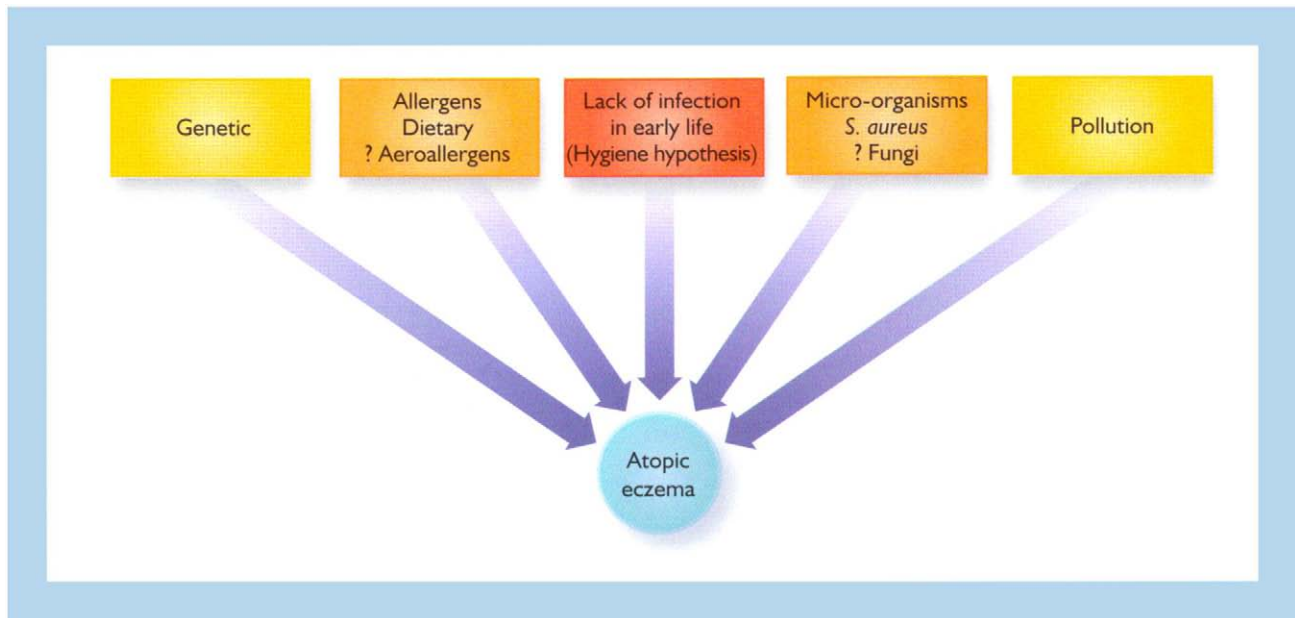 Genetic
Allergens
Dietary
? Aeroallergens
Lack of infection
in early life
(Hygiene hypothesis)
Micro-organisms
S. aureus
? Fungi
Pollution
Atopic
eczema